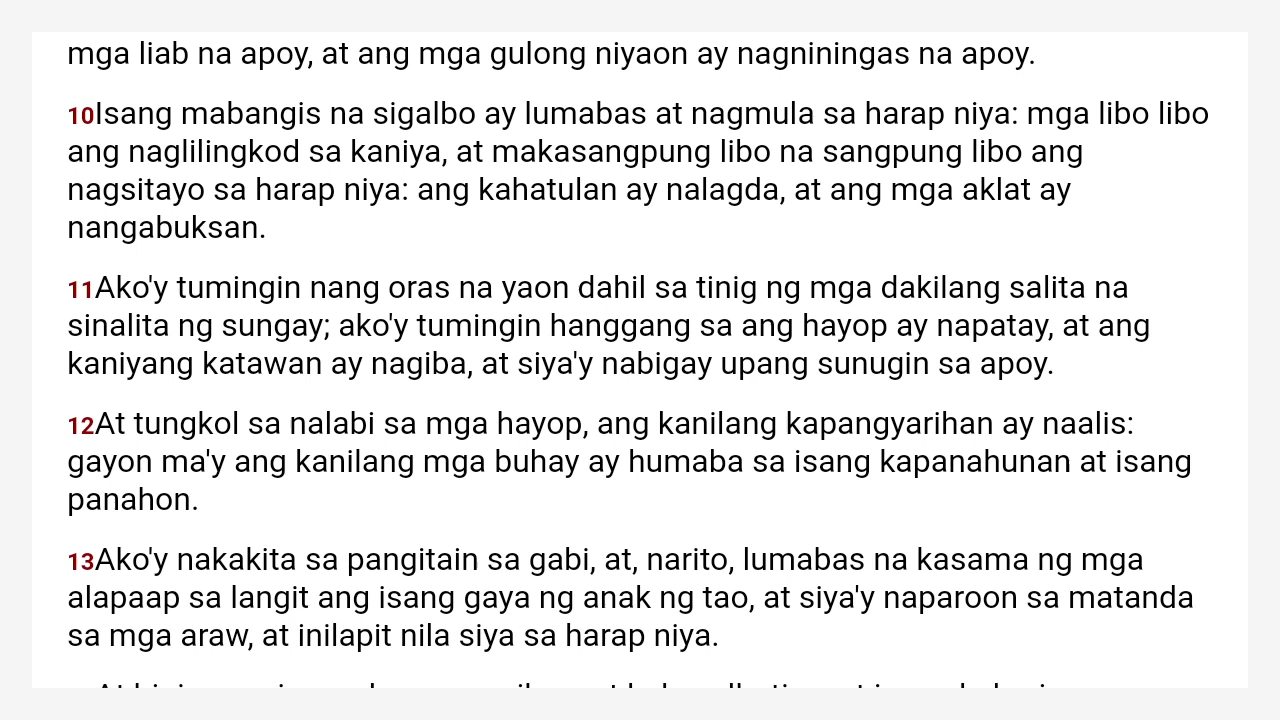 mga liab na apoy, at ang mga gulong niyaon ay nagniningas na apoy.
10Isang mabangis na sigalbo ay lumabas at nagmula sa harap niya: mga libo libo
ang naglilingkod sa kaniya, at makasangpung libo na sangpung libo ang
nagsitayo sa harap niya: ang kahatulan ay nalagda, at ang mga aklat ay
nangabuksan.
11Ako'y tumingin nang oras na yaon dahil sa tinig ng mga dakilang salita na
sinalita ng sungay; ako'y tumingin hanggang sa ang hayop ay napatay, at ang
kaniyang katawan ay nagiba, at siya'y nabigay upang sunugin sa apoy.
12At tungkol sa nalabi sa mga hayop, ang kanilang kapangyarihan ay naalis:
gayon ma'y ang kanilang mga buhay ay humaba sa isang kapanahunan at isang
panahon.
13Ako'y nakakita sa pangitain sa gabi, at, narito, lumabas na kasama ng mga
alapaap sa langit ang isang gaya ng anak ng tao, at siya'y naparoon sa matanda
sa mga araw, at inilapit nila siya sa harap niya.